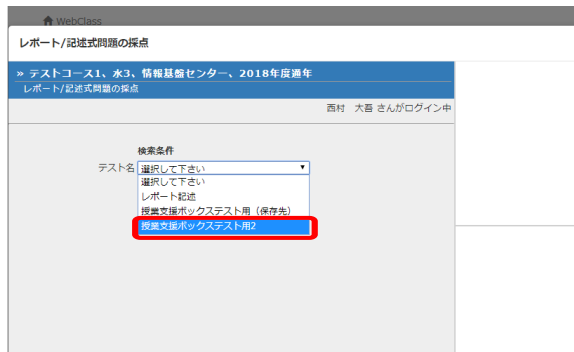 WebClass
レポート/記述式問題の採点
» テストコース1、水3、情報基盤センター、2018年度通年
レポート/記述式問題の採点
西村 大吾 さんがログイン中
検索条件
テスト名 選択して下さい
選択して下さい
レポート記述
授業支援ボックステスト用（保存先）
授業支援ボックステスト用2